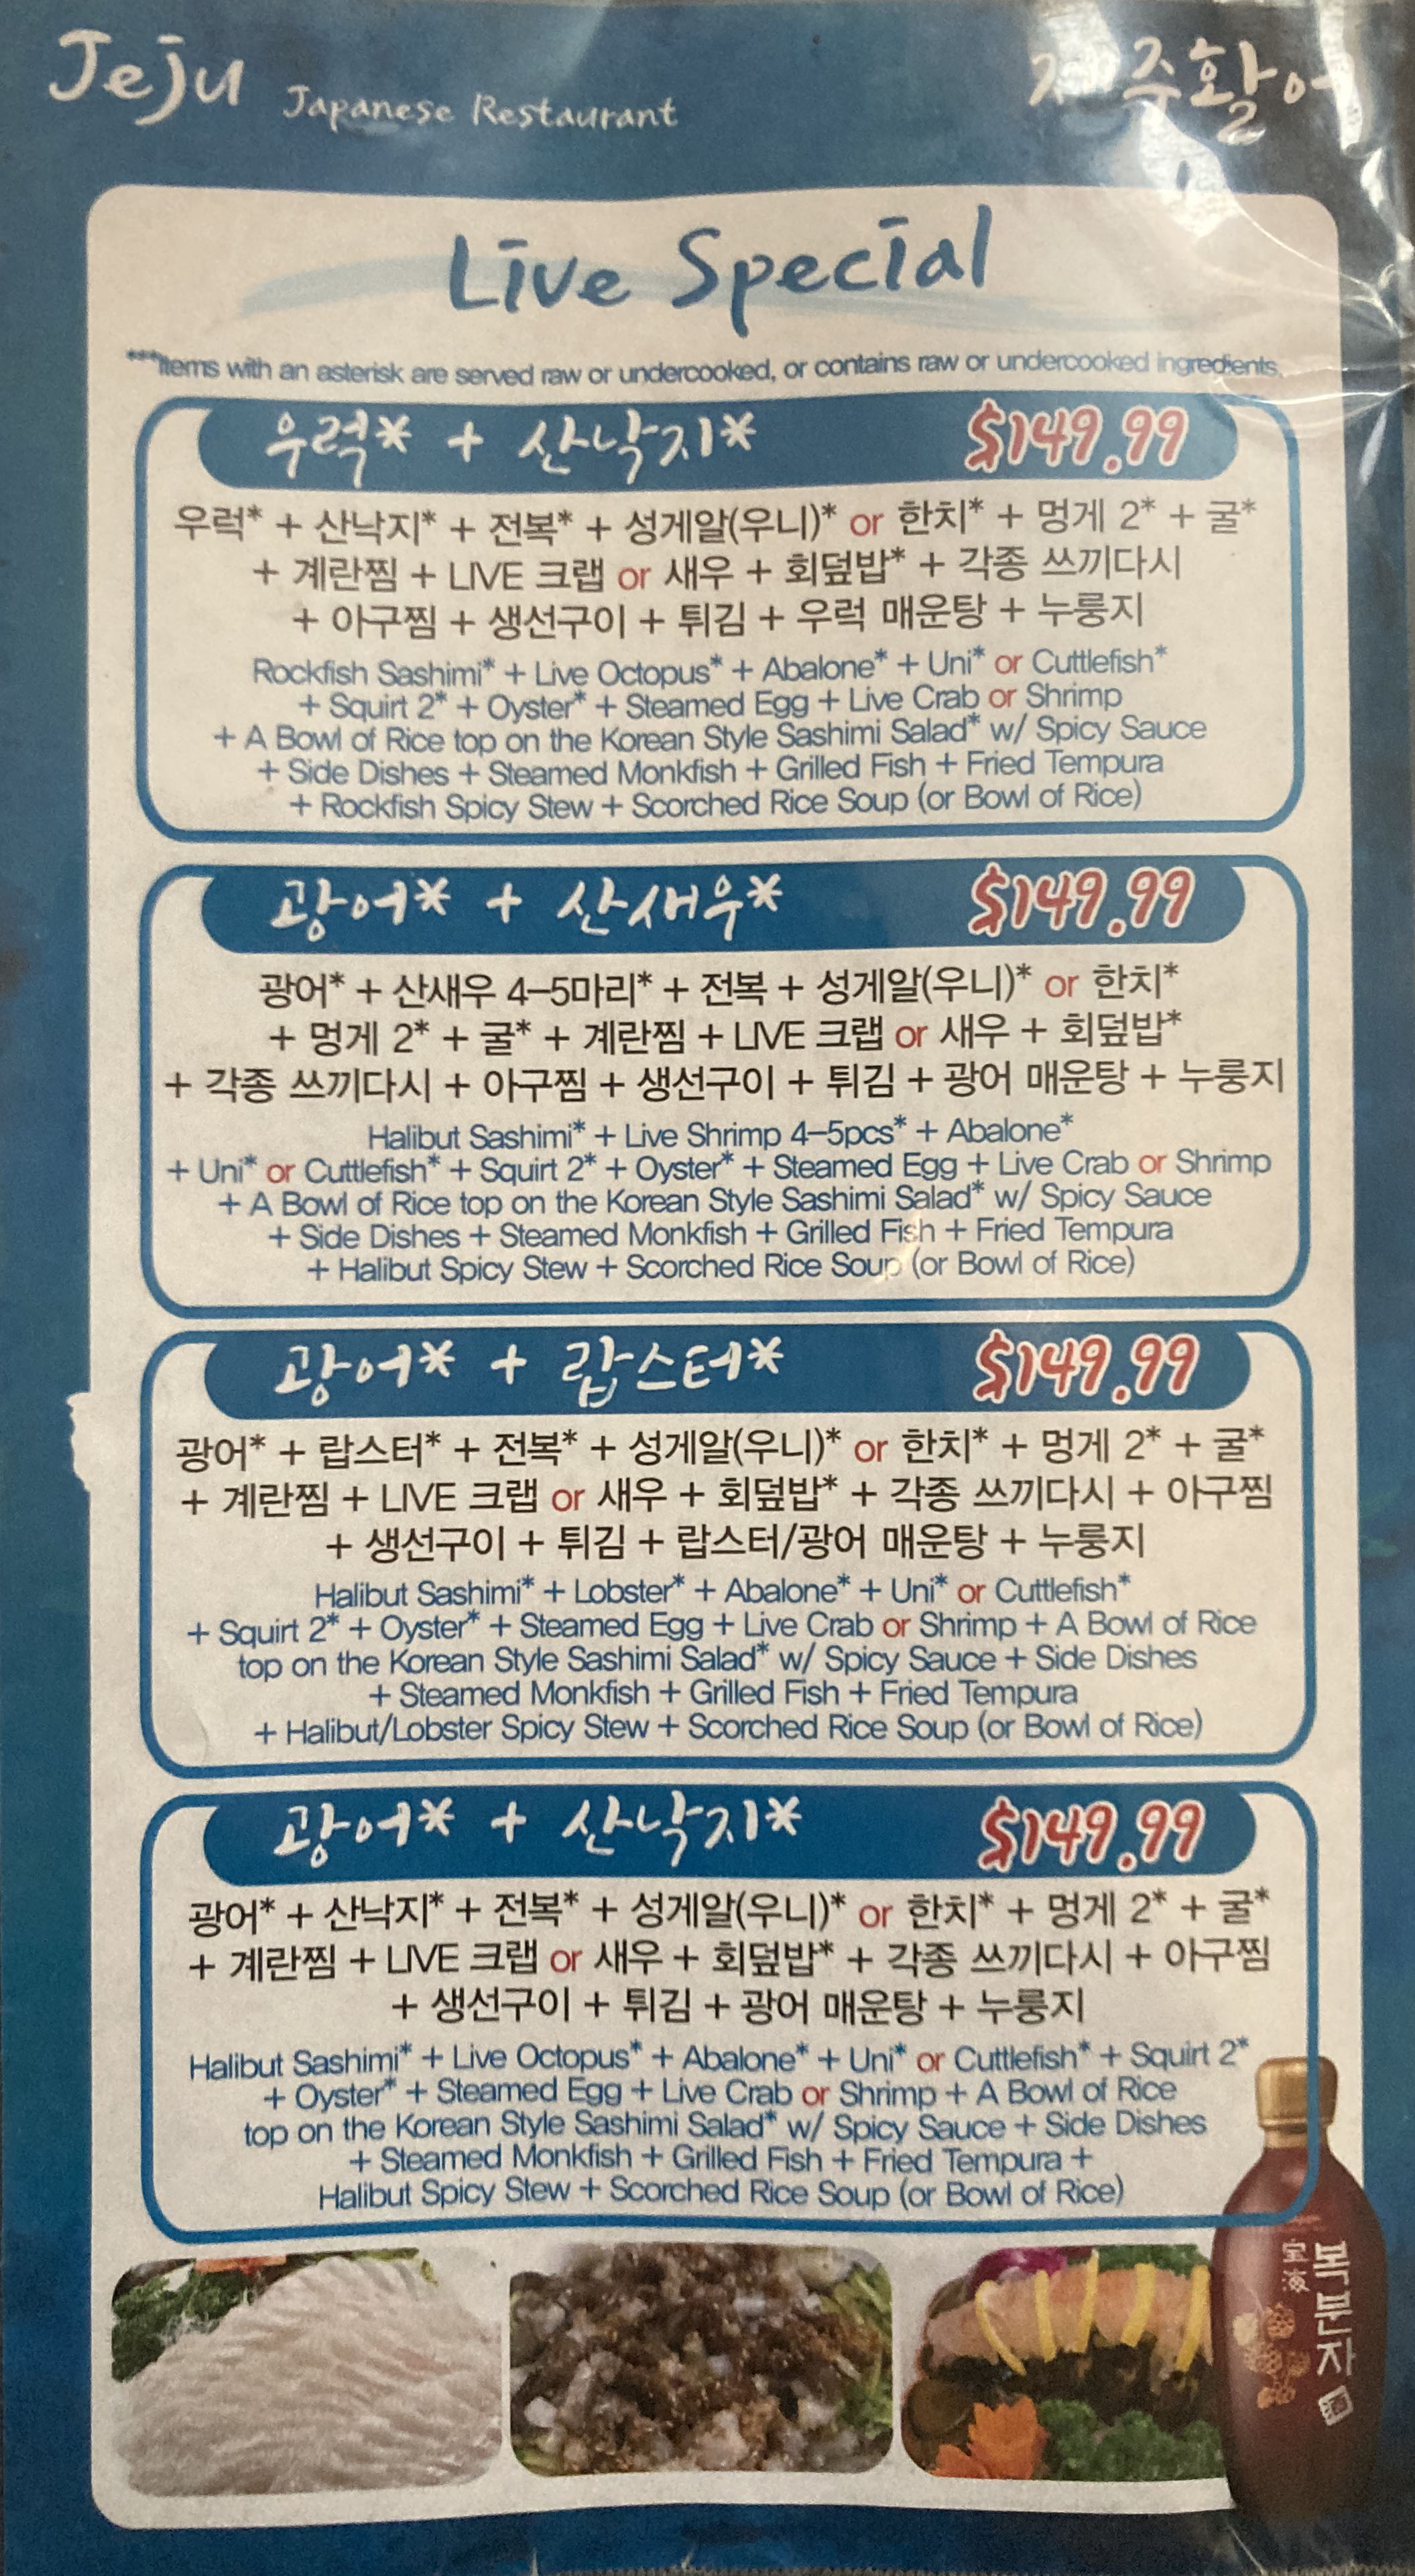 Jeju Japanese Restaurant 제주활어
Live Special
***Items with an asterisk are served raw or undercooked, or contains raw or undercooked ingredients.
우럭* + 산낙지* $149.99
우럭* + 산낙지* + 전복* + 성게알(우니)* or 한치* + 멍게 2* + 굴*
+ 계란찜 + LIVE 크랩 or 새우 + 회덮밥* + 각종 쓰끼다시
+ 아구찜 + 생선구이 + 튀김 + 우럭 매운탕 + 누룽지
Rockfish Sashimi* + Live Octopus* + Abalone* + Uni* or Cuttlefish*
+ Squirt 2* + Oyster* + Steamed Egg + Live Crab or Shrimp
+ A Bowl of Rice top on the Korean Style Sashimi Salad* w/ Spicy Sauce
+ Side Dishes + Steamed Monkfish + Grilled Fish + Fried Tempura
+ Rockfish Spicy Stew + Scorched Rice Soup (or Bowl of Rice)
광어* + 산새우* $149.99
광어* + 산새우 4-5마리* + 전복 + 성게알(우니)* or 한치*
+ 멍게 2* + 굴* + 계란찜 + LIVE 크랩 or 새우 + 회덮밥*
+ 각종 쓰끼다시 + 아구찜 + 생선구이 + 튀김 + 광어 매운탕 + 누룽지
Halibut Sashimi* + Live Shrimp 4-5pcs* + Abalone*
+ Uni* or Cuttlefish* + Squirt 2* + Oyster* + Steamed Egg + Live Crab or Shrimp
+ A Bowl of Rice top on the Korean Style Sashimi Salad* w/ Spicy Sauce
+ Side Dishes + Steamed Monkfish + Grilled Fish + Fried Tempura
+ Halibut Spicy Stew + Scorched Rice Soup (or Bowl of Rice)
광어* + 랍스터* $149.99
광어* + 랍스터* + 전복* + 성게알(우니)* or 한치* + 멍게 2* + 굴*
+ 계란찜 + LIVE 크랩 or 새우 + 회덮밥* + 각종 쓰끼다시 + 아구찜
+ 생선구이 + 튀김 + 랍스터/광어 매운탕 + 누룽지
Halibut Sashimi* + Lobster* + Abalone* + Uni* or Cuttlefish*
+ Squirt 2* + Oyster* + Steamed Egg + Live Crab or Shrimp + A Bowl of Rice
top on the Korean Style Sashimi Salad* w/ Spicy Sauce + Side Dishes
+ Steamed Monkfish + Grilled Fish + Fried Tempura
+ Halibut/Lobster Spicy Stew + Scorched Rice Soup (or Bowl of Rice)
광어* + 산낙지* $149.99
광어* + 산낙지* + 전복* + 성게알(우니)* or 한치* + 멍게 2* + 굴*
+ 계란찜 + LIVE 크랩 or 새우 + 회덮밥* + 각종 쓰끼다시 + 아구찜
+ 생선구이 + 튀김 + 광어 매운탕 + 누룽지
Halibut Sashimi* + Live Octopus* + Abalone* + Uni* or Cuttlefish* + Squirt 2*
+ Oyster* + Steamed Egg + Live Crab or Shrimp + A Bowl of Rice
top on the Korean Style Sashimi Salad* w/ Spicy Sauce + Side Dishes
+ Steamed Monkfish + Grilled Fish + Fried Tempura +
Halibut Spicy Stew + Scorched Rice Soup (or Bowl of Rice)
복분자